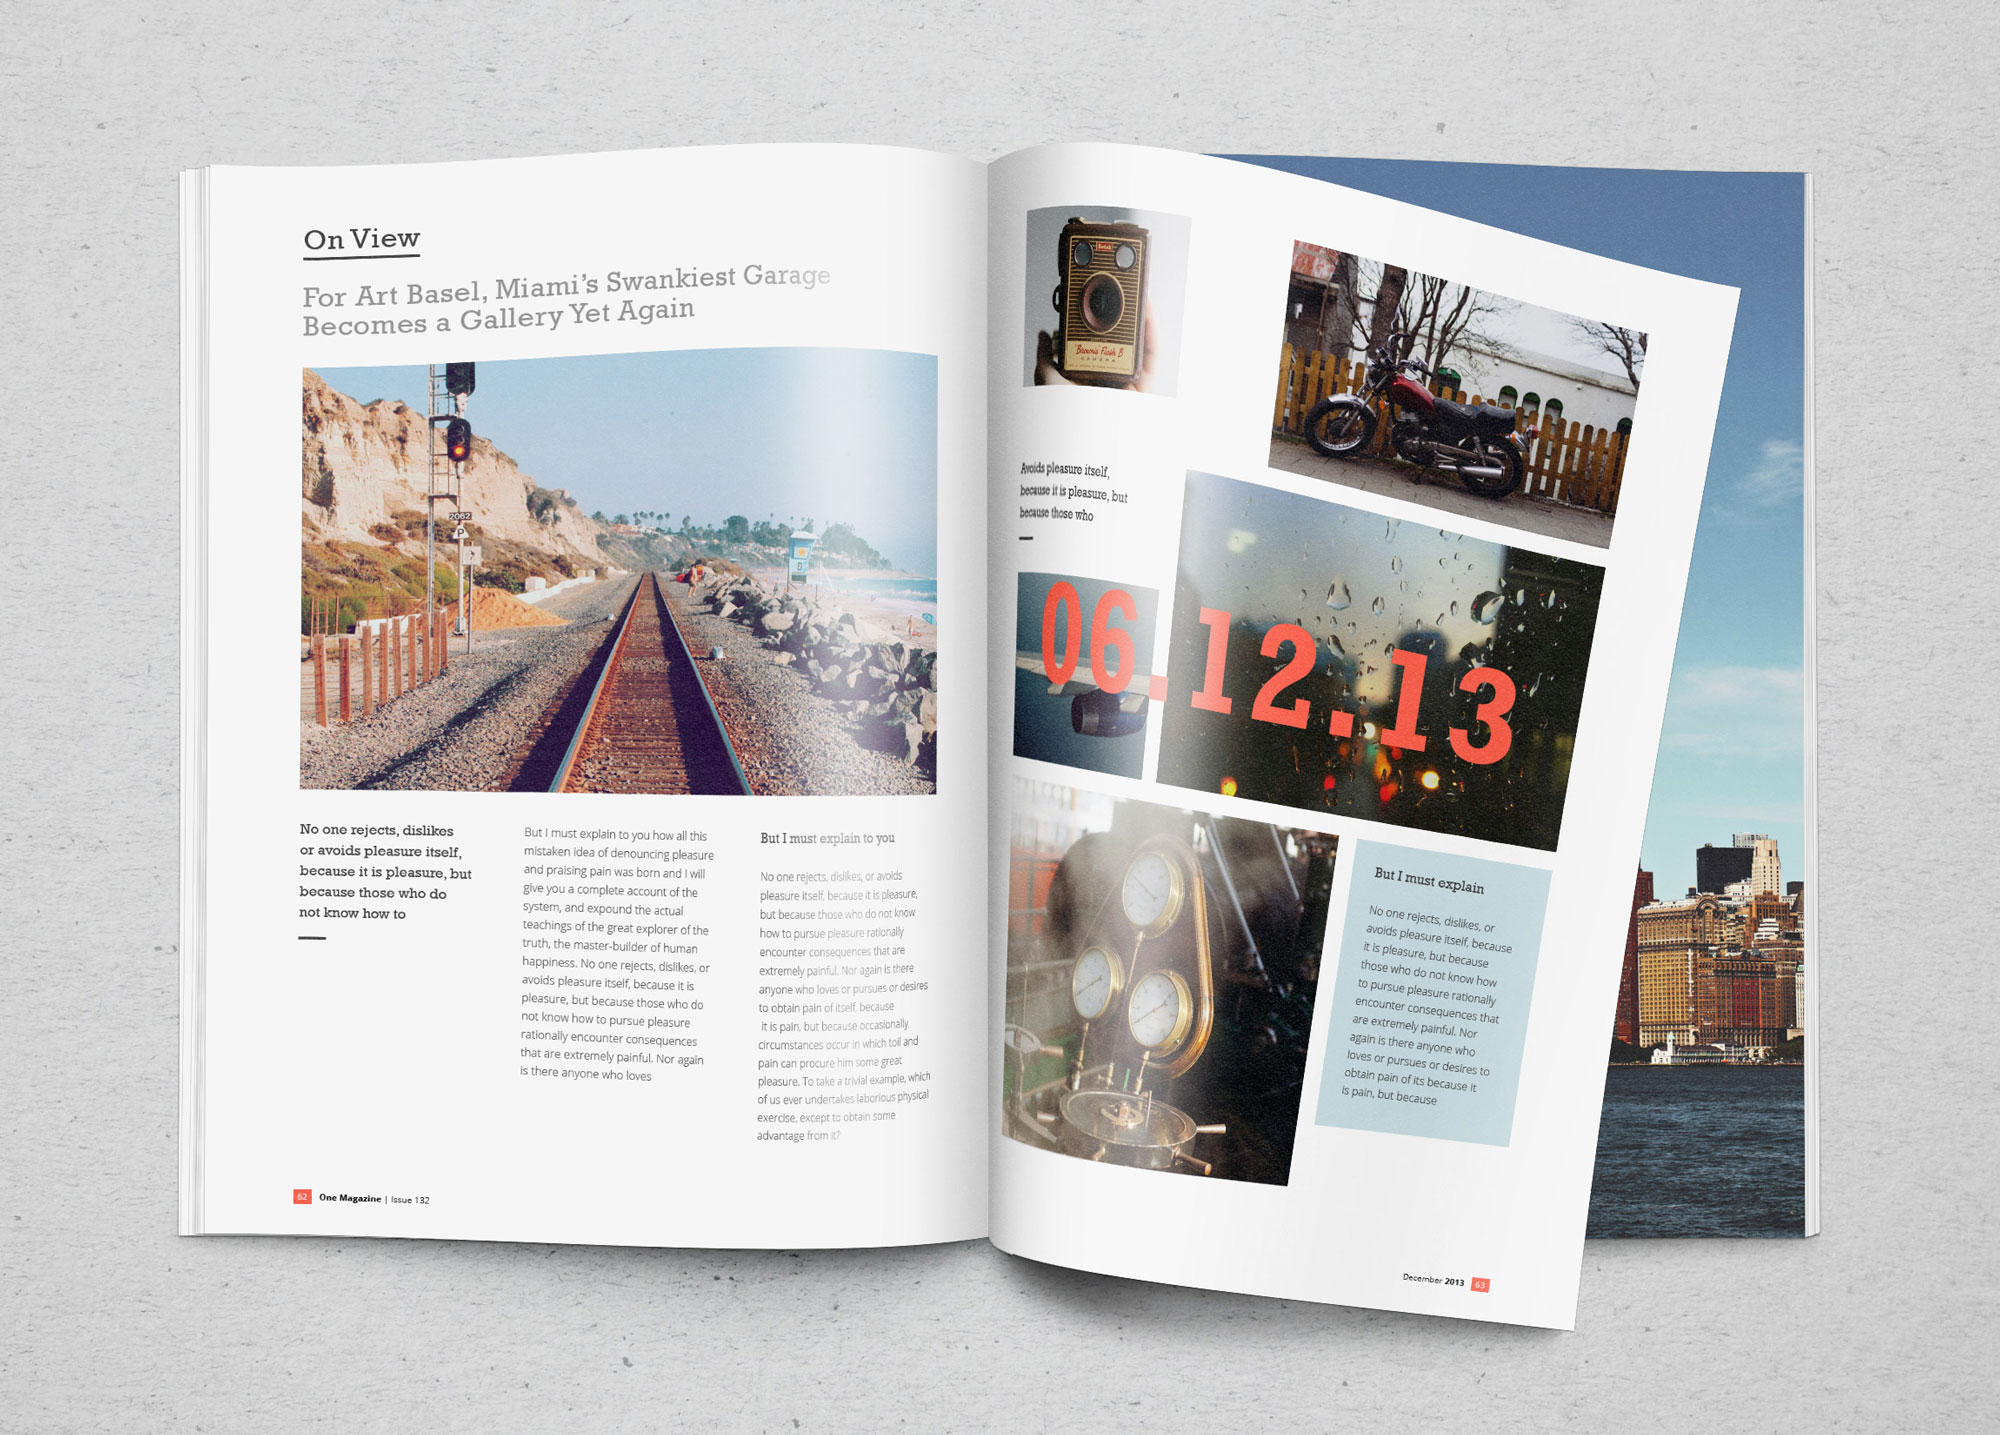 On View
For Art Basel, Miami's Swankiest Garage
Becomes a Gallery Yet Again
2062
P
No one rejects, dislikes
or avoids pleasure itself,
because it is pleasure, but
because those who do
not know how to
But I must explain to you how all this
mistaken idea of denouncing pleasure
and praising pain was born and I will
give you a complete account of the
system, and expound the actual
teachings of the great explorer of the
truth, the master-builder of human
happiness. No one rejects, dislikes, or
avoids pleasure itself, because it is
pleasure, but because those who do
not know how to pursue pleasure
rationally encounter consequences
that are extremely painful. Nor again
is there anyone who loves
But I must explain to you
No one rejects, dislikes, or avoids
pleasure itself, because it is pleasure,
but because those who do not know
how to pursue pleasure rationally
encounter consequences that are
extremely painful. Nor again is there
anyone who loves or pursues or desires
to obtain pain of itself, because
it is pain, but because occasionally
circumstances occur in which toil and
pain can procure him some great
pleasure. To take a trivial example, which
of us ever undertakes laborious physical
exercise, except to obtain some
advantage from it?
62 One Magazine | Issue 132
Kodak
Brownie Flash B
CAMERA
Avoids pleasure itself,
because it is pleasure, but
because those who
06.12.13
But I must explain
No one rejects, dislikes, or
avoids pleasure itself, because
it is pleasure, but because
those who do not know how
to pursue pleasure rationally
encounter consequences that
are extremely painful. Nor
again is there anyone who
loves or pursues or desires to
obtain pain of its because it
is pain, but because
December 2013 63